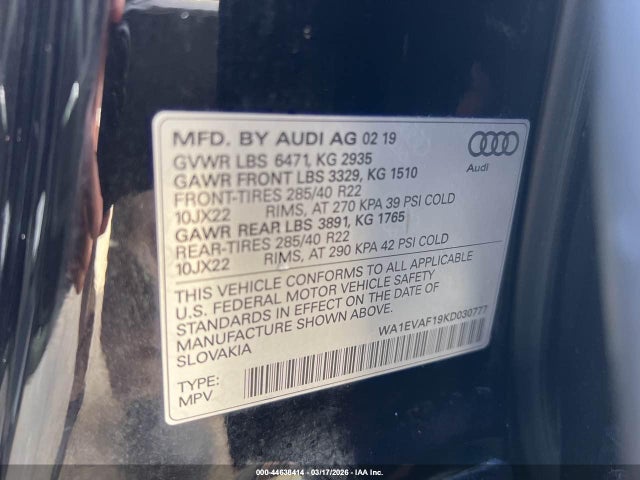 MFD. BY AUDI AG 02 19
GVWR LBS 6471, KG 2935
GAWR FRONT LBS 3329, KG 1510
FRONT-TIRES 285/40 R22
10JX22 RIMS, AT 270 KPA 39 PSI COLD
GAWR REAR LBS 3891, KG 1765
REAR-TIRES 285/40 R22
10JX22 RIMS, AT 290 KPA 42 PSI COLD
THIS VEHICLE CONFORMS TO ALL APPLICABLE
U.S. FEDERAL MOTOR VEHICLE SAFETY
STANDARDS IN EFFECT ON THE DATE OF
MANUFACTURE SHOWN ABOVE.
SLOVAKIA
WA1EVAF19KD030777
TYPE:
MPV
Audi
000-44638414 | 03/17/2026 | IAA Inc.